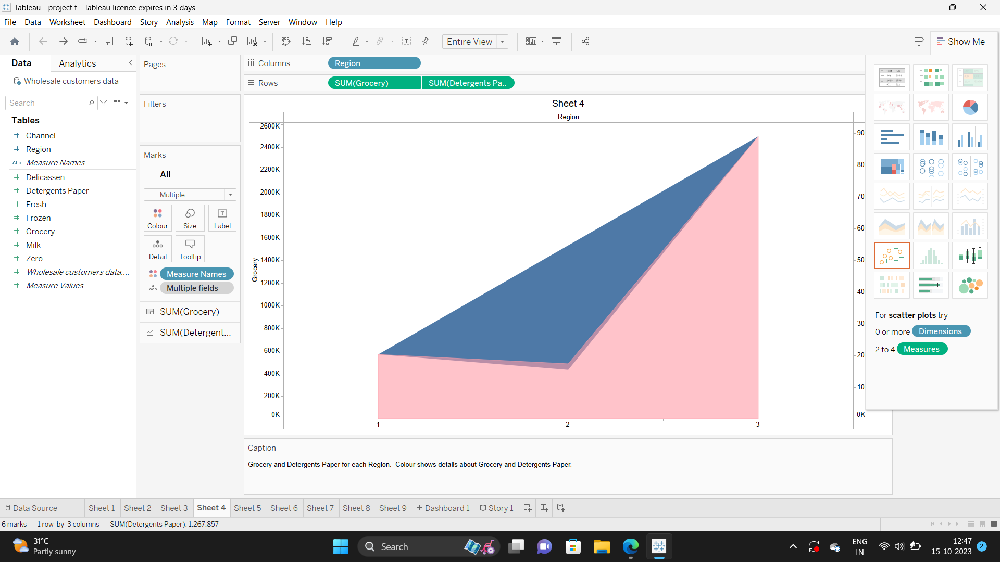 Tableau - project f - Tableau licence expires in 3 days
File Data Worksheet Dashboard Story Analysis Map Format Server Window Help
Entire View
Show Me
Data Analytics
Wholesale customers data
Search
Tables
# Channel
# Region
Abc Measure Names
# Delicassen
# Detergents Paper
# Fresh
# Frozen
# Grocery
# Milk
=# Zero
# Wholesale customers data....
# Measure Values
Pages
Filters
Marks
All
Multiple
Colour Size Label
Detail Tooltip
Measure Names
Multiple fields
SUM(Grocery)
SUM(Detergent...
Columns Region
Rows SUM(Grocery) SUM(Detergents Pa..
Sheet 4
Region
Grocery
2600K
2400K
2200K
2000K
1800K
1600K
1400K
1200K
1000K
800K
600K
400K
200K
0K
90
80
70
60
50
40
30
20
10
0K
1 2 3
For scatter plots try
0 or more Dimensions
2 to 4 Measures
Caption
Grocery and Detergents Paper for each Region. Colour shows details about Grocery and Detergents Paper.
Data Source Sheet 1 Sheet 2 Sheet 3 Sheet 4 Sheet 5 Sheet 6 Sheet 7 Sheet 8 Sheet 9 Dashboard 1 Story 1
6 marks 1 row by 3 columns SUM(Detergents Paper): 1,267,857
31°C
Partly sunny
Search
ENG
IN
12:47
15-10-2023
2